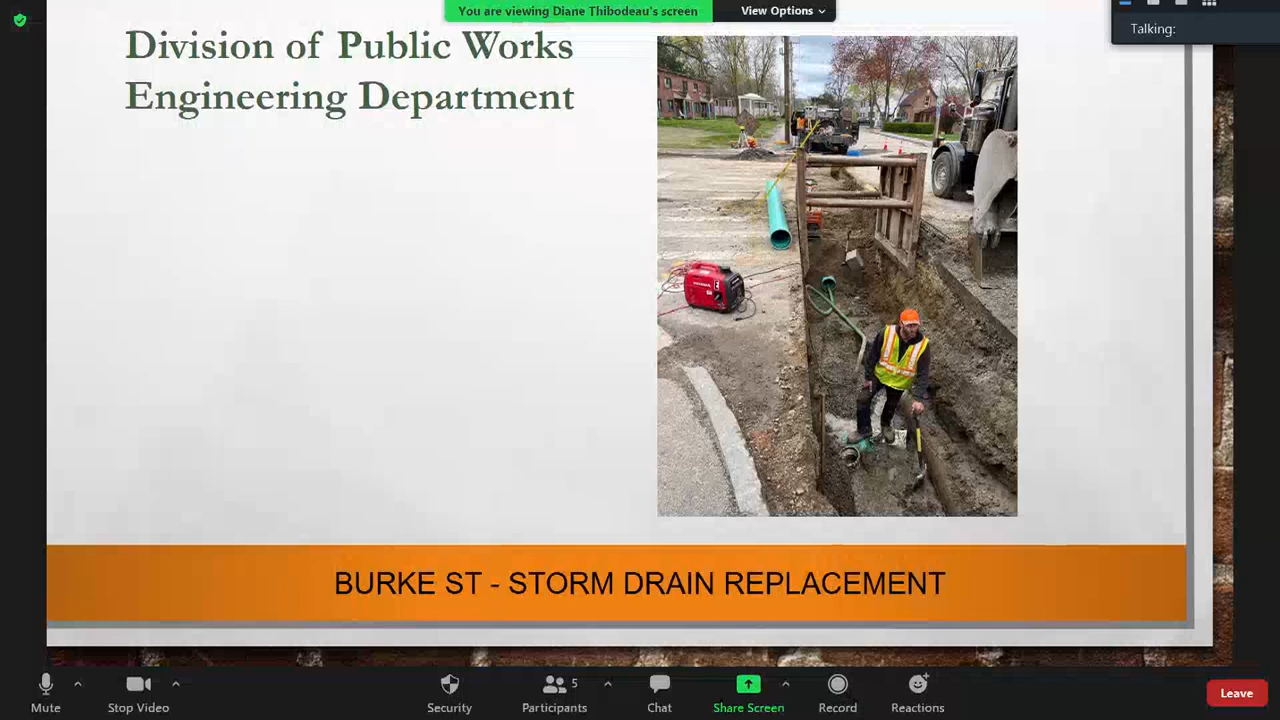 You are viewing Diane Thibodeau's screen
View Options
Talking:
Division of Public Works
Engineering Department
HONDA
BURKE ST - STORM DRAIN REPLACEMENT
Mute
Stop Video
Security
5
Participants
Chat
Share Screen
Record
Reactions
Leave